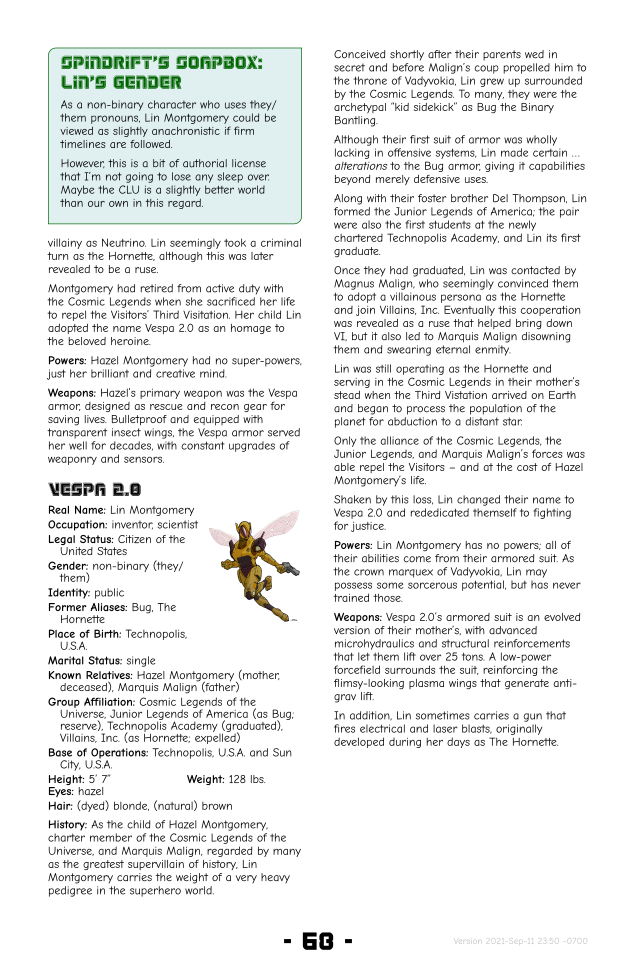 SPINDRIFT'S SOAPBOX:
LIN'S GENDER
As a non-binary character who uses they/
them pronouns, Lin Montgomery could be
viewed as slightly anachronistic if firm
timelines are followed.
However, this is a bit of authorial license
that I'm not going to lose any sleep over.
Maybe the CLU is a slightly better world
than our own in this regard.
villainy as Neutrino. Lin seemingly took a criminal
turn as the Hornette, although this was later
revealed to be a ruse.
Montgomery had retired from active duty with
the Cosmic Legends when she sacrificed her life
to repel the Visitors' Third Visitation. Her child Lin
adopted the name Vespa 2.0 as an homage to
the beloved heroine.
Powers: Hazel Montgomery had no super-powers,
just her brilliant and creative mind.
Weapons: Hazel's primary weapon was the Vespa
armor, designed as rescue and recon gear for
saving lives. Bulletproof and equipped with
transparent insect wings, the Vespa armor served
her well for decades, with constant upgrades of
weaponry and sensors.
VESPA 2.0
Real Name: Lin Montgomery
Occupation: inventor, scientist
Legal Status: Citizen of the
United States
Gender: non-binary (they/
them)
Identity: public
Former Aliases: Bug, The
Hornette
Place of Birth: Technopolis,
U.S.A.
Marital Status: single
Known Relatives: Hazel Montgomery (mother,
deceased), Marquis Malign (father)
Group Affiliation: Cosmic Legends of the
Universe, Junior Legends of America (as Bug;
reserve), Technopolis Academy (graduated),
Villains, Inc. (as Hornette; expelled)
Base of Operations: Technopolis, U.S.A. and Sun
City, U.S.A.
Height: 5' 7" Weight: 128 lbs.
Eyes: hazel
Hair: (dyed) blonde, (natural) brown
History: As the child of Hazel Montgomery,
charter member of the Cosmic Legends of the
Universe, and Marquis Malign, regarded by many
as the greatest supervillain of history, Lin
Montgomery carries the weight of a very heavy
pedigree in the superhero world.
Conceived shortly after their parents wed in
secret and before Malign's coup propelled him to
the throne of Vadyvokia, Lin grew up surrounded
by the Cosmic Legends. To many, they were the
archetypal "kid sidekick" as Bug the Binary
Bantling.
Although their first suit of armor was wholly
lacking in offensive systems, Lin made certain ...
alterations to the Bug armor, giving it capabilities
beyond merely defensive uses.
Along with their foster brother Del Thompson, Lin
formed the Junior Legends of America; the pair
were also the first students at the newly
chartered Technopolis Academy, and Lin its first
graduate.
Once they had graduated, Lin was contacted by
Magnus Malign, who seemingly convinced them
to adopt a villainous persona as the Hornette
and join Villains, Inc. Eventually this cooperation
was revealed as a ruse that helped bring down
VI, but it also led to Marquis Malign disowning
them and swearing eternal enmity.
Lin was still operating as the Hornette and
serving in the Cosmic Legends in their mother's
stead when the Third Vistation arrived on Earth
and began to process the population of the
planet for abduction to a distant star.
Only the alliance of the Cosmic Legends, the
Junior Legends, and Marquis Malign's forces was
able repel the Visitors – and at the cost of Hazel
Montgomery's life.
Shaken by this loss, Lin changed their name to
Vespa 2.0 and rededicated themself to fighting
for justice.
Powers: Lin Montgomery has no powers; all of
their abilities come from their armored suit. As
the crown marquex of Vadyvokia, Lin may
possess some sorcerous potential, but has never
trained those.
Weapons: Vespa 2.0's armored suit is an evolved
version of their mother's, with advanced
microhydraulics and structural reinforcements
that let them lift over 25 tons. A low-power
forcefield surrounds the suit, reinforcing the
flimsy-looking plasma wings that generate anti-
grav lift.
In addition, Lin sometimes carries a gun that
fires electrical and laser blasts, originally
developed during her days as The Hornette.
- 68 -
Version 2021-Sep-11 23:50 -0700